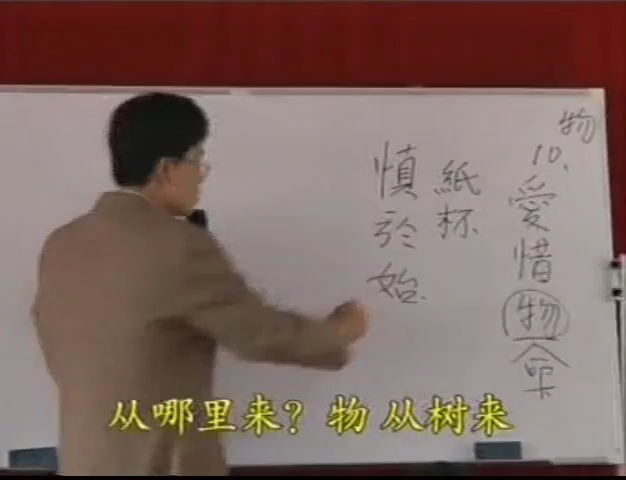 物
10.
愛惜物命
紙杯
慎於始.
从哪里来？物 从树来